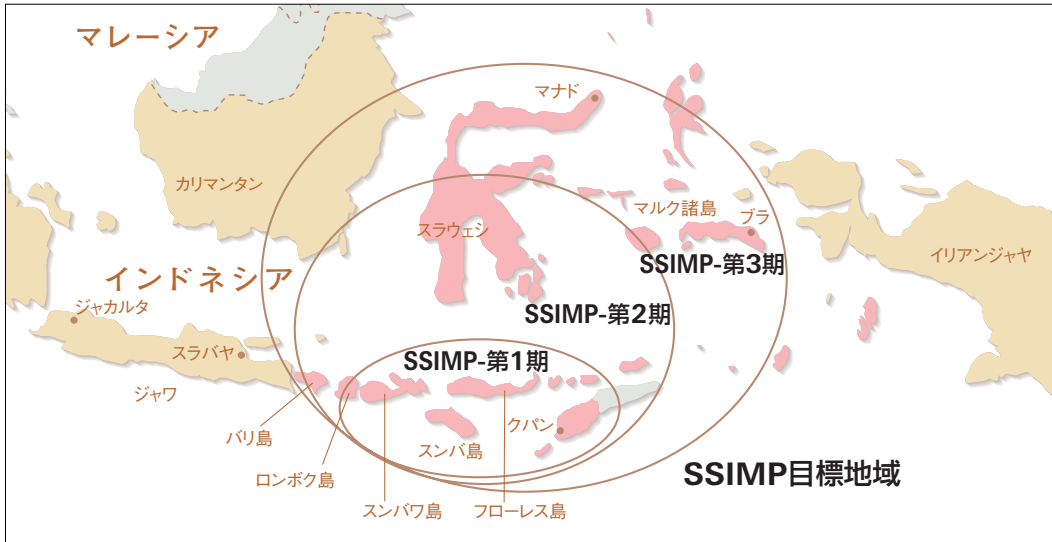 マレーシア
マナド
カリマンタン
マルク諸島
ブラ
スラウェシ
イリアンジャヤ
SSIMP-第3期
インドネシア
ジャカルタ
SSIMP-第2期
スラバヤ
SSIMP-第1期
ジャワ
バリ島
クパン
スンバ島
ロンボク島
SSIMP目標地域
スンバワ島
フローレス島